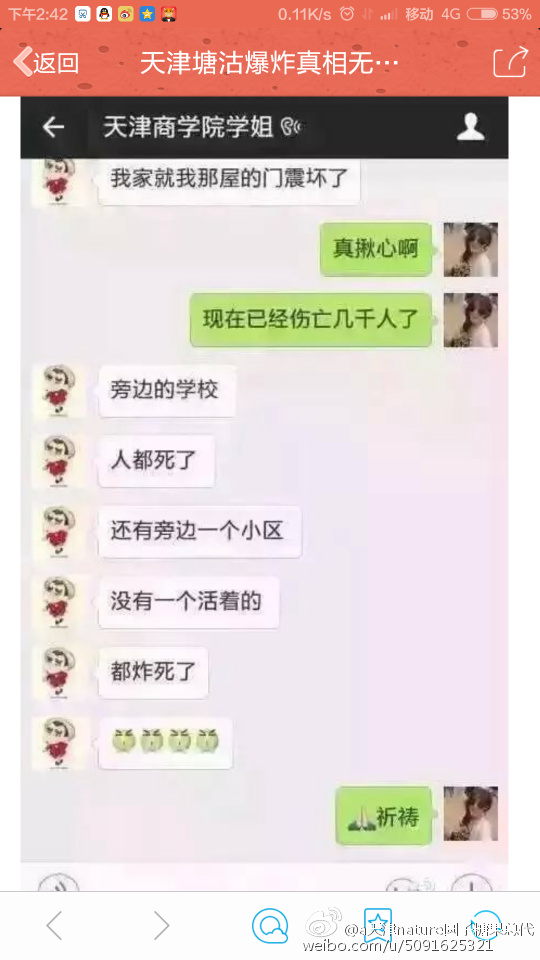 下午2:42
0.11K/s
移动
4G
53%
返回
天津塘沽爆炸真相无…
天津商学院学姐
我家就我那屋的门震坏了
真揪心啊
现在已经伤亡几千人了
旁边的学校
人都死了
还有旁边一个小区
没有一个活着的
都炸死了
祈祷
weibo.com/u/5091625321